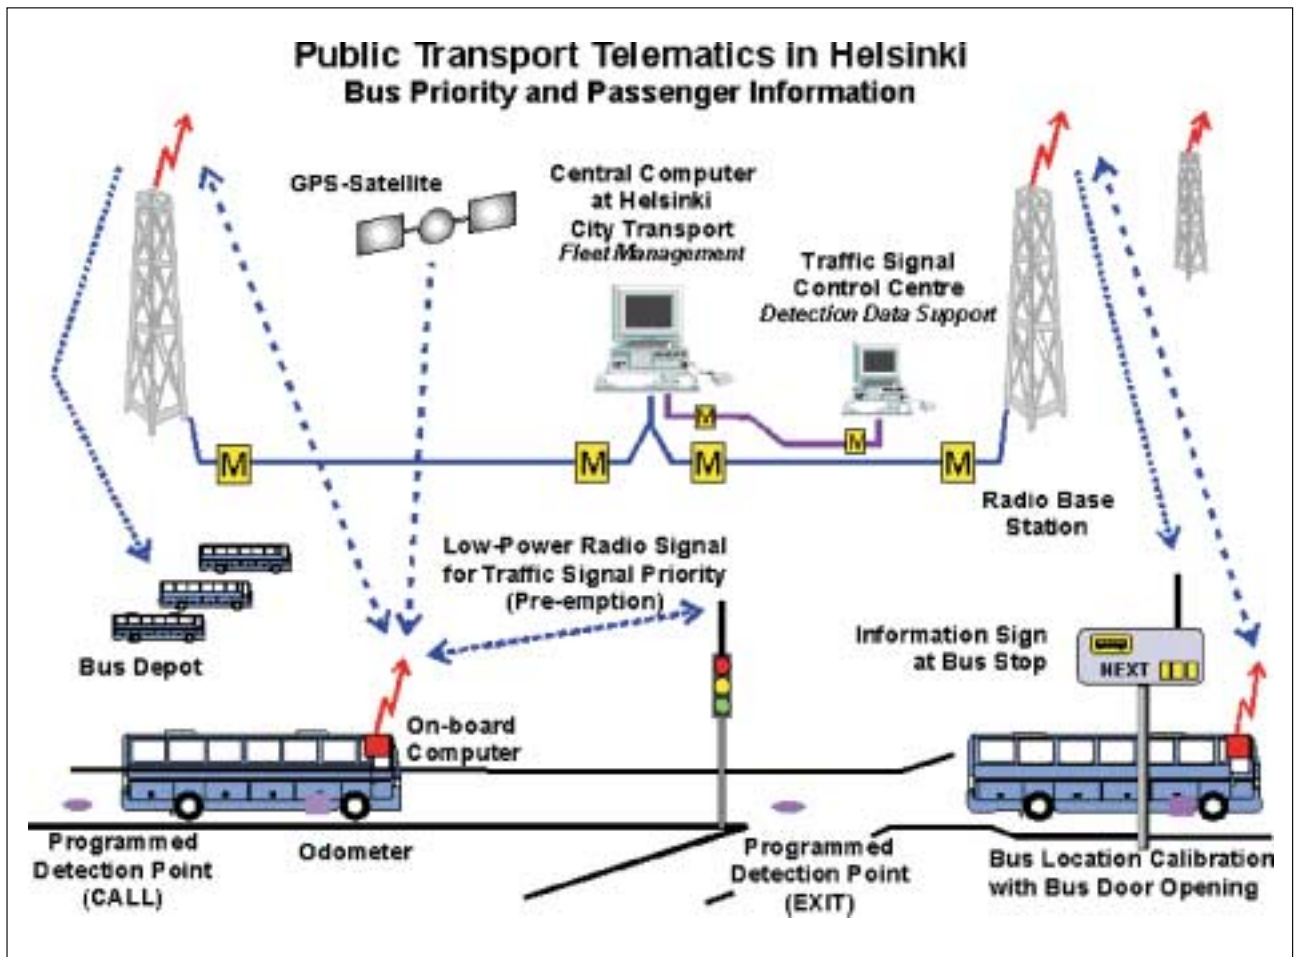 Public Transport Telematics in Helsinki
Bus Priority and Passenger Information
GPS-Satellite
Central Computer
at Helsinki
City Transport
Fleet Management
Traffic Signal
Control Centre
Detection Data Support
M
M
M
M
M
M
Radio Base
Station
Low-Power Radio Signal
for Traffic Signal Priority
(Pre-emption)
Bus Depot
Information Sign
at Bus Stop
NEXT
On-board
Computer
Programmed
Detection Point
(CALL)
Odometer
Programmed
Detection Point
(EXIT)
Bus Location Calibration
with Bus Door Opening